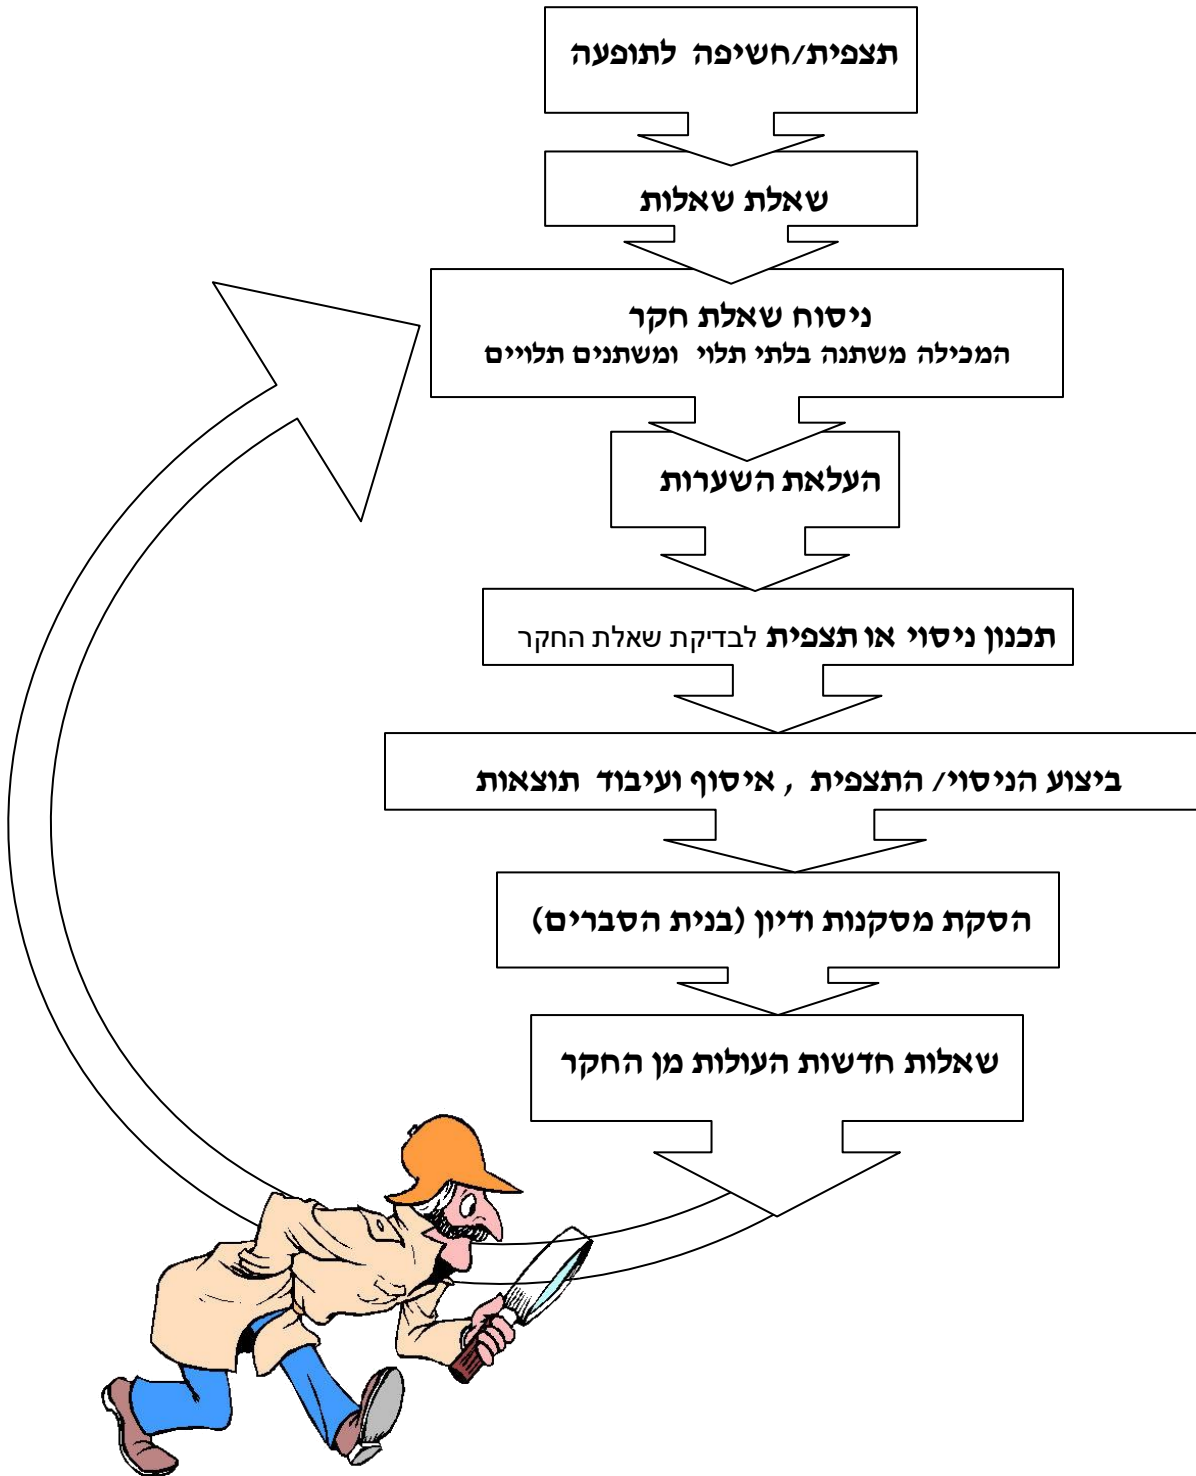 תצפית/חשיפה לתופעה
שאלת שאלות
ניסוח שאלת חקר
המכילה משתנה בלתי תלוי ומשתנים תלויים
העלאת השערות
תכנון ניסוי או תצפית לבדיקת שאלת החקר
ביצוע הניסוי/ התצפית , איסוף ועיבוד תוצאות
הסקת מסקנות ודיון (בנית הסברים)
שאלות חדשות העולות מן החקר